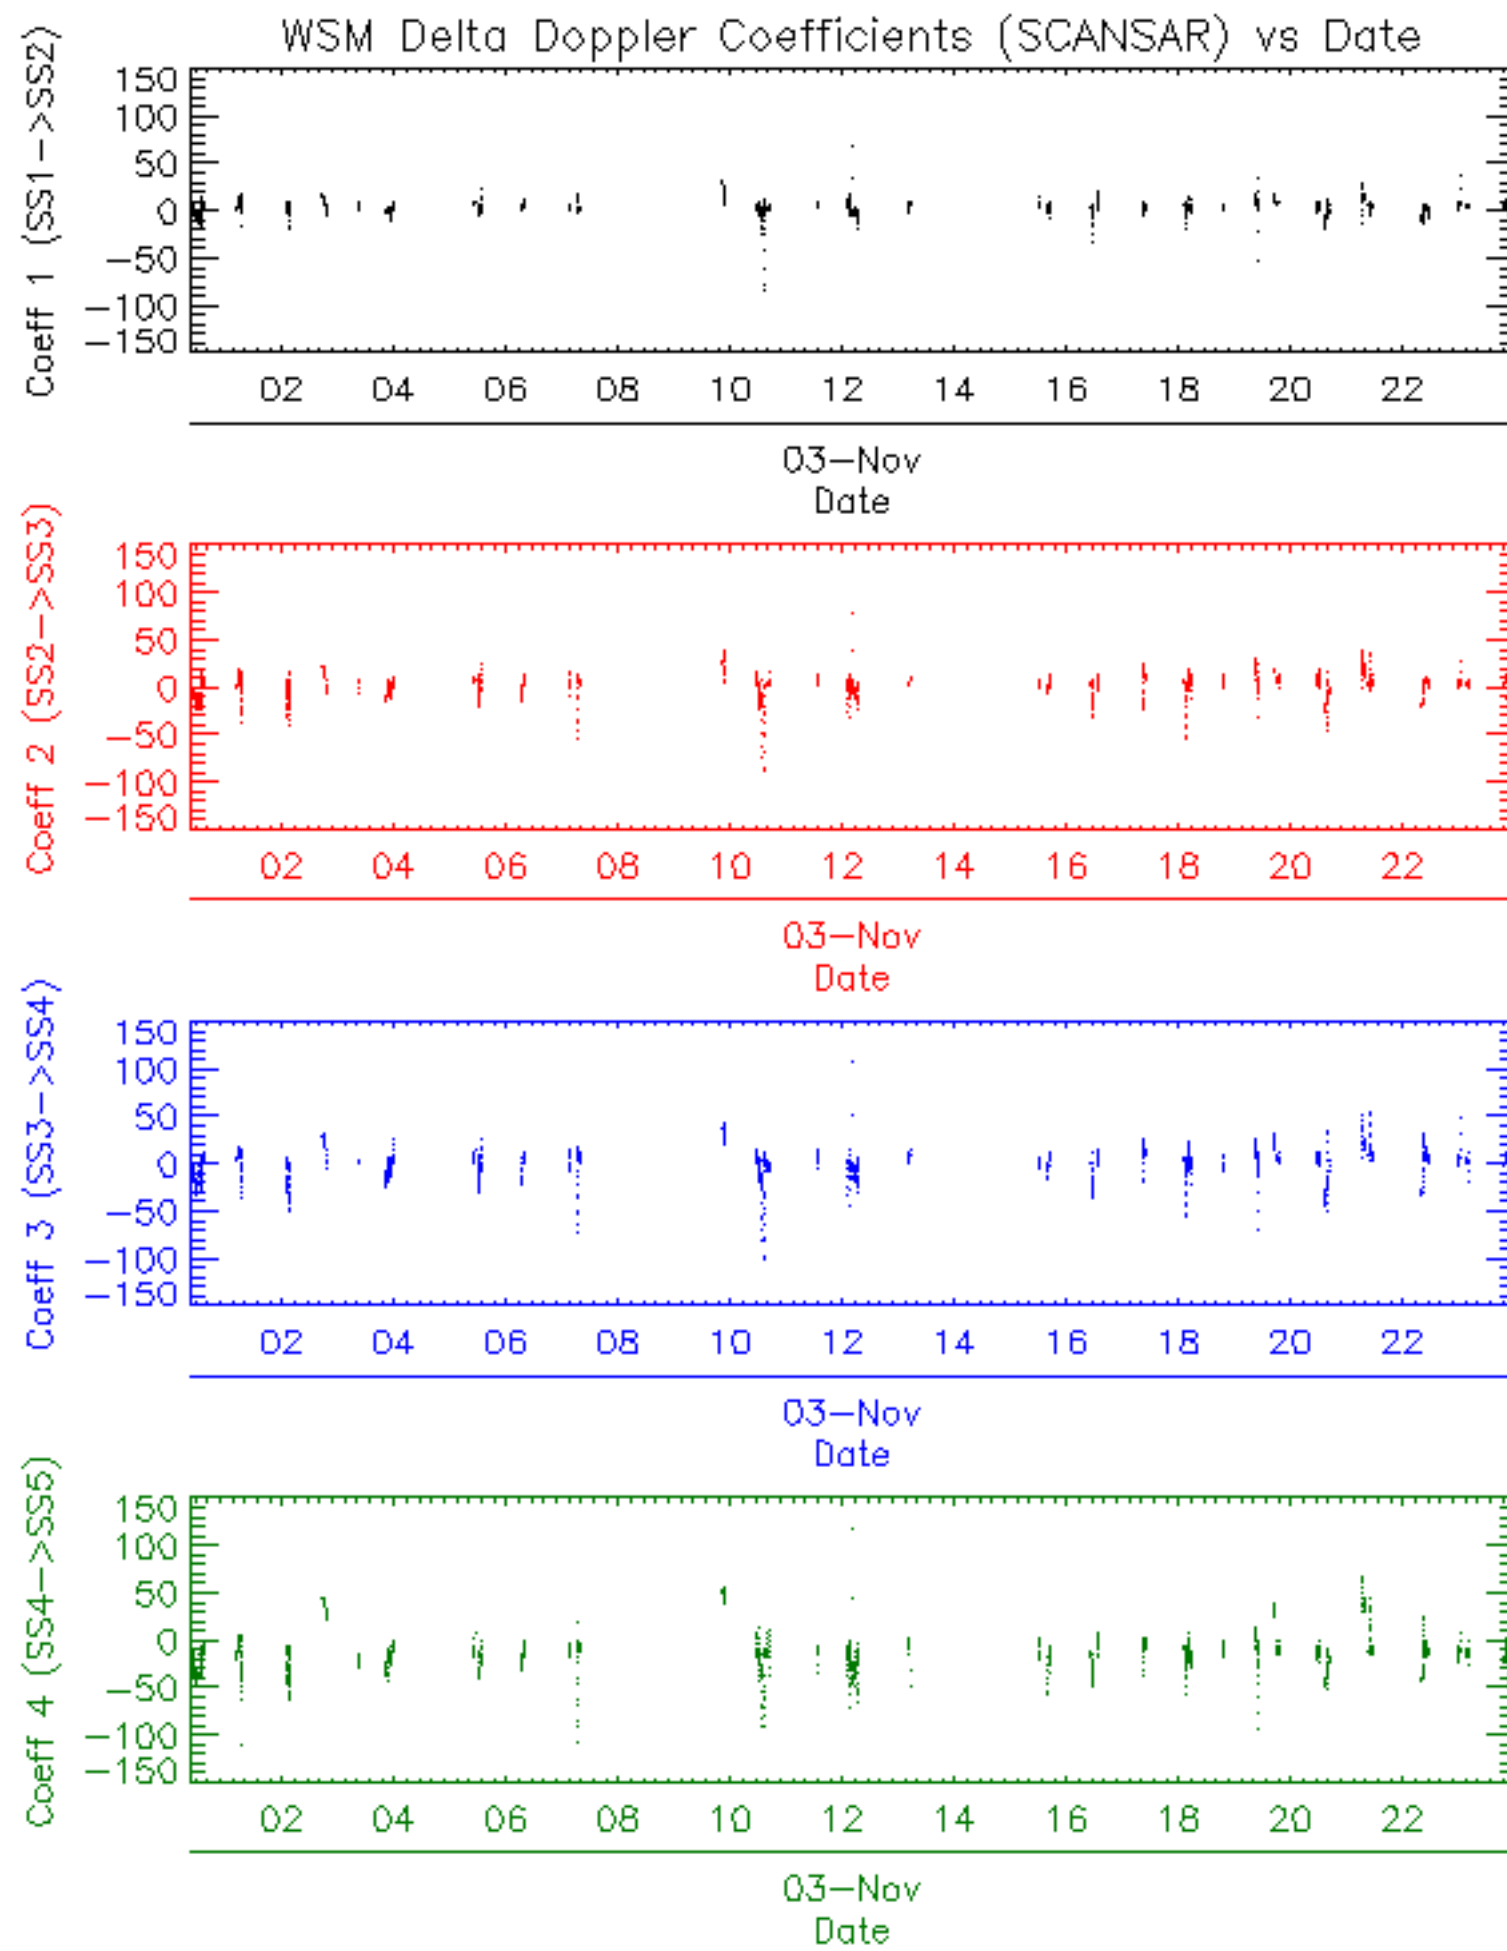 WSM Delta Doppler Coefficients (SCANSAR) vs Date
Coeff 1 (SS1->SS2)
150
100
50
0
-50
-100
-150
02 04 06 08 10 12 14 16 18 20 22
03-Nov
Date
Coeff 2 (SS2->SS3)
150
100
50
0
-50
-100
-150
02 04 06 08 10 12 14 16 18 20 22
03-Nov
Date
Coeff 3 (SS3->SS4)
150
100
50
0
-50
-100
-150
02 04 06 08 10 12 14 16 18 20 22
03-Nov
Date
Coeff 4 (SS4->SS5)
150
100
50
0
-50
-100
-150
02 04 06 08 10 12 14 16 18 20 22
03-Nov
Date